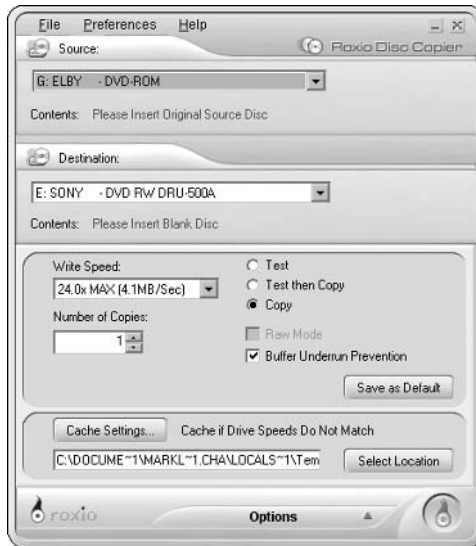 File Preferences Help
Source: Roxio Disc Copier
G: ELBY - DVD-ROM
Contents: Please Insert Original Source Disc
Destination:
E: SONY - DVD RW DRU-500A
Contents: Please Insert Blank Disc
Write Speed:
24.0x MAX (4.1MB/Sec)
Number of Copies:
1
Test
Test then Copy
Copy
Raw Mode
Buffer Underrun Prevention
Save as Default
Cache Settings... Cache if Drive Speeds Do Not Match
C:\DOCUME~1\MARKL~1.CHA\LOCALS~1\Tem Select Location
roxio Options